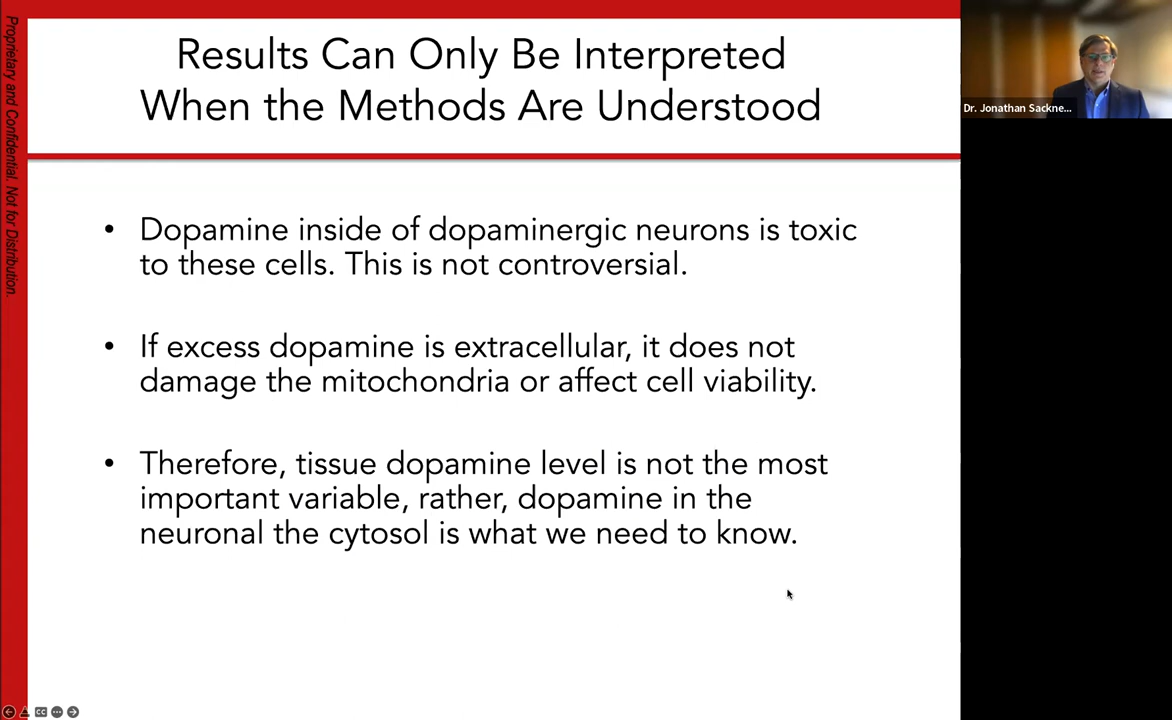 Results Can Only Be Interpreted
When the Methods Are Understood
• Dopamine inside of dopaminergic neurons is toxic
to these cells. This is not controversial.
• If excess dopamine is extracellular, it does not
damage the mitochondria or affect cell viability.
• Therefore, tissue dopamine level is not the most
important variable, rather, dopamine in the
neuronal the cytosol is what we need to know.
Proprietary and Confidential. Not for Distribution.
Dr. Jonathan Sackne...
CC